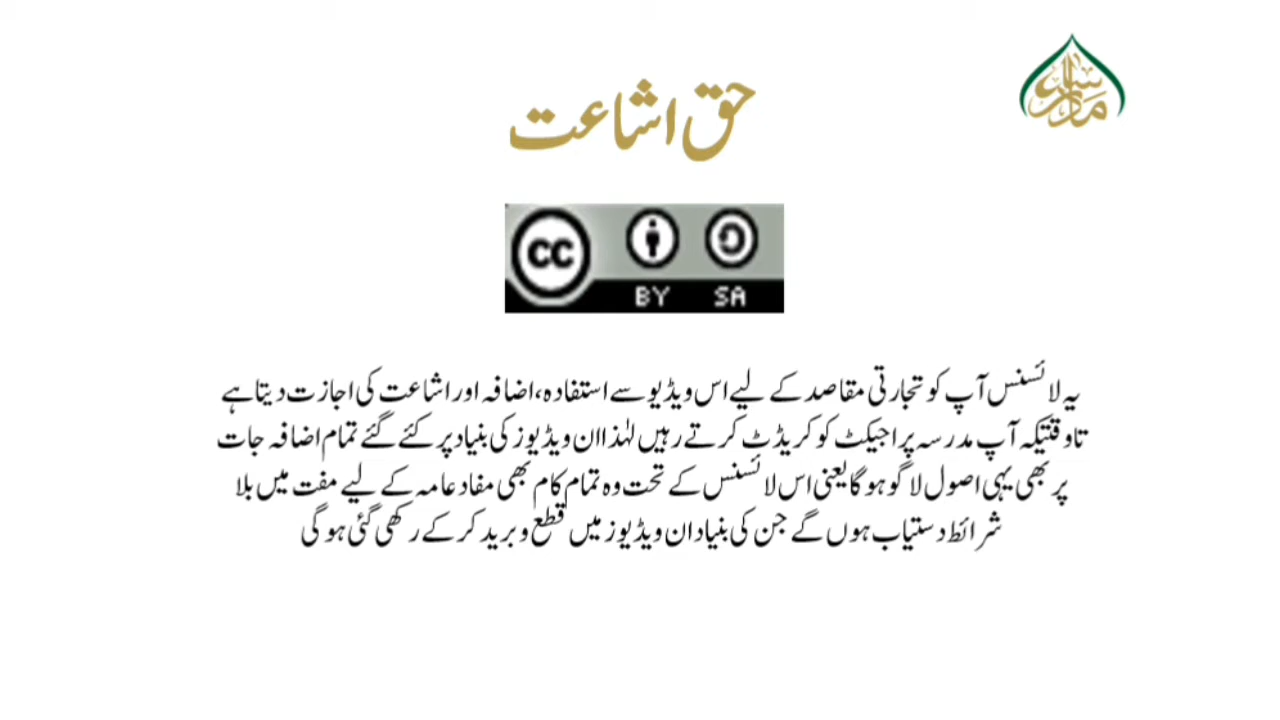 حق اشاعت
cc
BY SA
یہ لائسنس آپ کو تجارتی مقاصد کے لیے اس ویڈیو سے استفادہ، اضافہ اور اشاعت کی اجازت دیتا ہے
تاوقتیکہ آپ مدرسہ پراجیکٹ کو کریڈٹ کرتے رہیں لہٰذا ان ویڈیوز کی بنیاد پر کئے گئے تمام اضافہ جات
پر بھی یہی اصول لاگو ہوگا یعنی اس لائسنس کے تحت وہ تمام کام بھی مفاد عامہ کے لیے مفت میں بلا
شرائط دستیاب ہوں گے جن کی بنیاد ان ویڈیوز میں قطع و برید کر کے رکھی گئی ہو گی